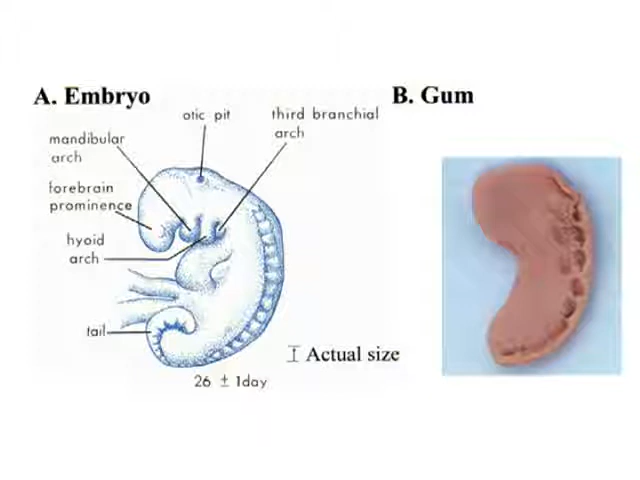 A. Embryo
B. Gum
otic pit
third branchial
arch
mandibular
arch
forebrain
prominence
hyoid
arch
tail
Actual size
26 ± 1day